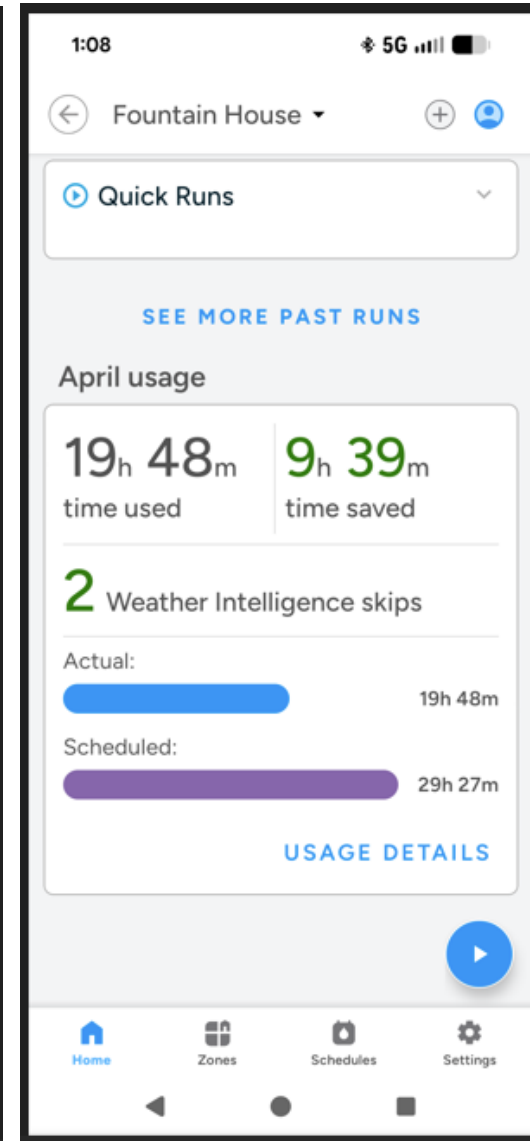 1:08 5G
Fountain House
Quick Runs
SEE MORE PAST RUNS
April usage
19h 48m 9h 39m
time used time saved
2 Weather Intelligence skips
Actual:
19h 48m
Scheduled:
29h 27m
USAGE DETAILS
Home Zones Schedules Settings